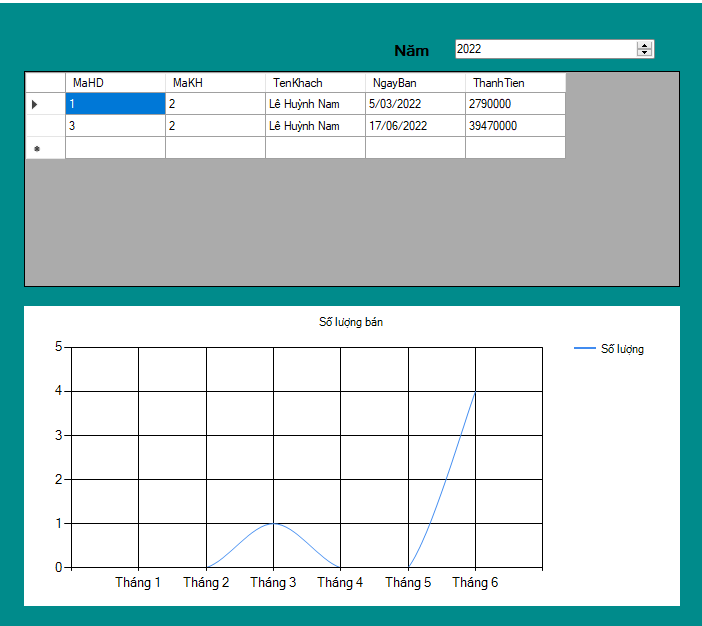 Năm 2022
MaHD MaKH TenKhach NgayBan ThanhTien
1 2 Lê Huỳnh Nam 5/03/2022 2790000
3 2 Lê Huỳnh Nam 17/06/2022 39470000
Số lượng bán
Số lượng
5
4
3
2
1
0
Tháng 1 Tháng 2 Tháng 3 Tháng 4 Tháng 5 Tháng 6